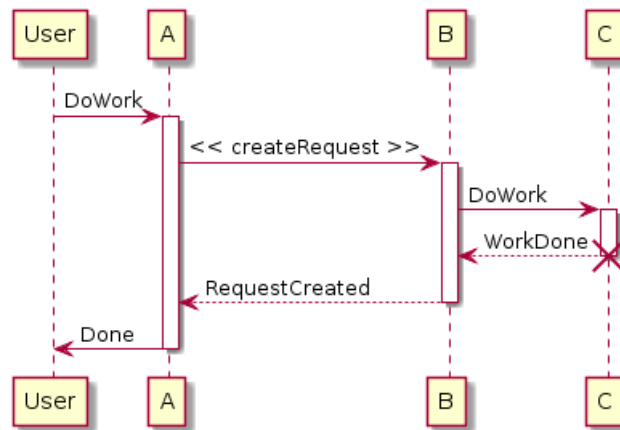 User
A
B
C
DoWork
<< createRequest >>
DoWork
WorkDone
RequestCreated
Done
User
A
B
C